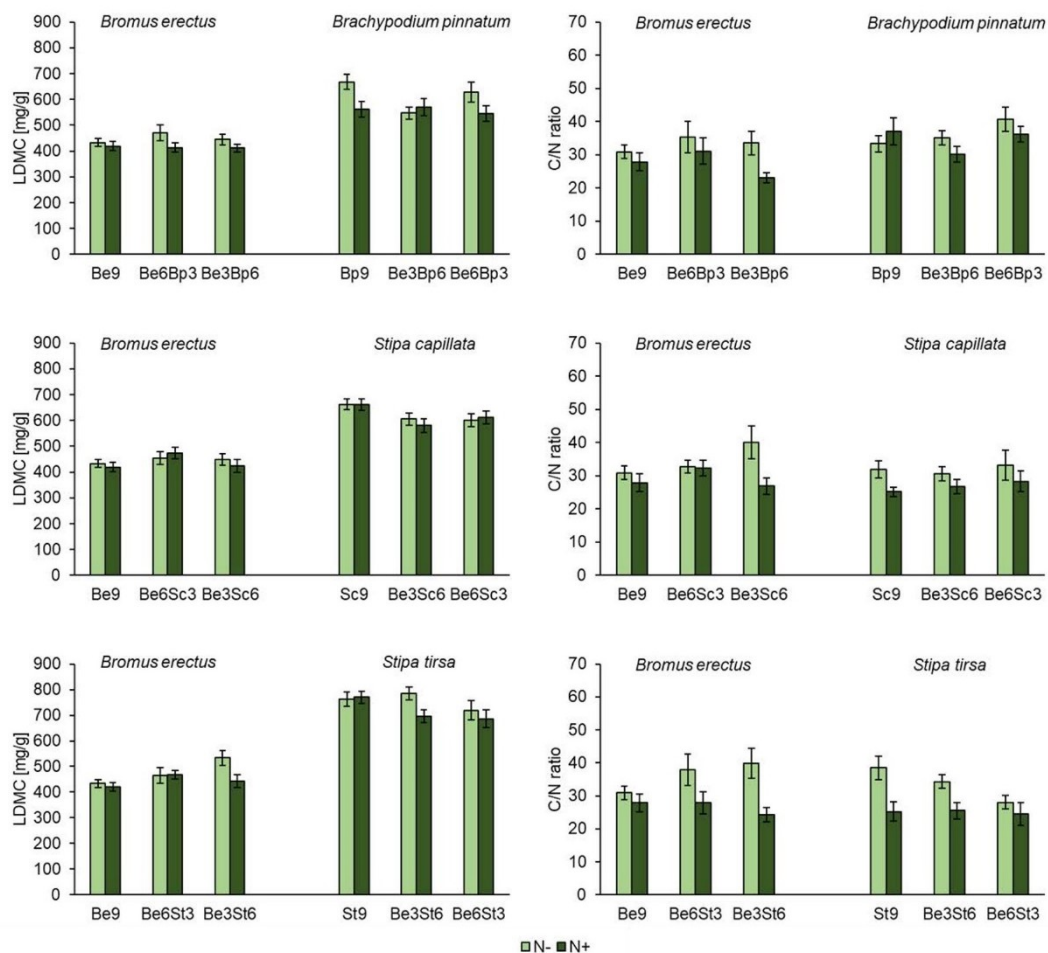 Bromus erectus Brachypodium pinnatum
900
800
700
600
500
400
300
200
100
0
LDMC [mg/g]
Be9 Be6Bp3 Be3Bp6 Bp9 Be3Bp6 Be6Bp3
Bromus erectus Brachypodium pinnatum
70
60
50
40
30
20
10
0
C/N ratio
Be9 Be6Bp3 Be3Bp6 Bp9 Be3Bp6 Be6Bp3
Bromus erectus Stipa capillata
900
800
700
600
500
400
300
200
100
0
LDMC [mg/g]
Be9 Be6Sc3 Be3Sc6 Sc9 Be3Sc6 Be6Sc3
Bromus erectus Stipa capillata
70
60
50
40
30
20
10
0
C/N ratio
Be9 Be6Sc3 Be3Sc6 Sc9 Be3Sc6 Be6Sc3
Bromus erectus Stipa tirsa
900
800
700
600
500
400
300
200
100
0
LDMC [mg/g]
Be9 Be6St3 Be3St6 St9 Be3St6 Be6St3
Bromus erectus Stipa tirsa
70
60
50
40
30
20
10
0
C/N ratio
Be9 Be6St3 Be3St6 St9 Be3St6 Be6St3
N- N+